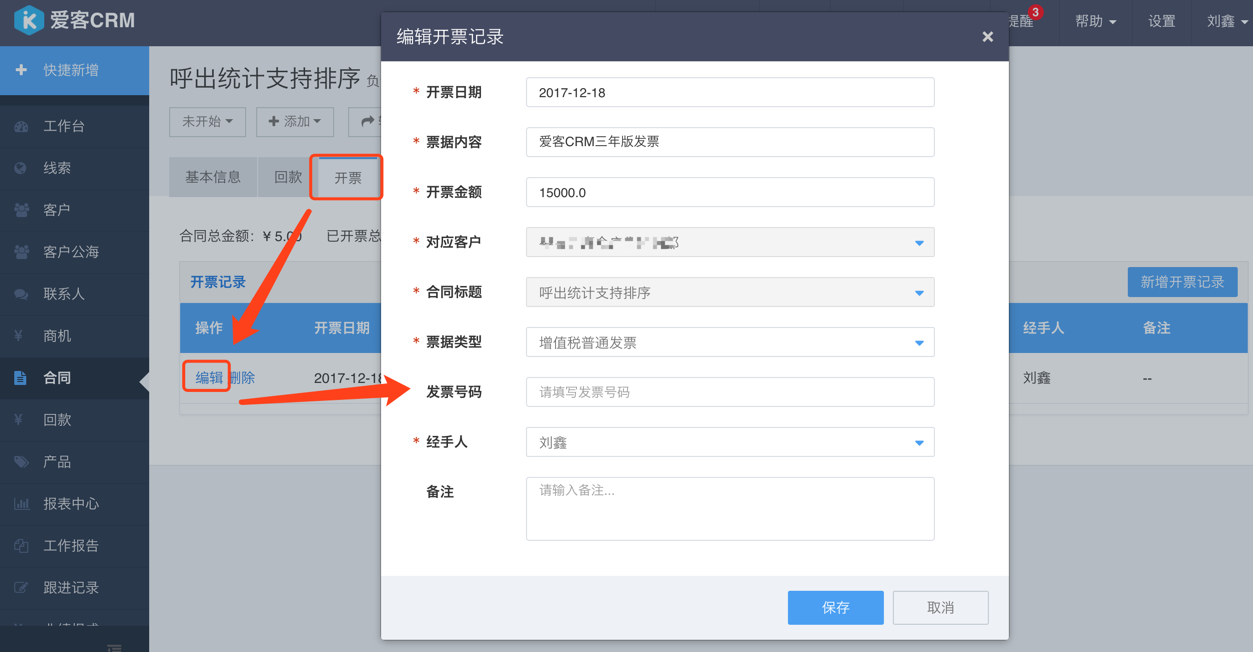 爱客CRM
提醒
3
帮助
设置
刘鑫
快捷新增
工作台
线索
客户
客户公海
联系人
¥ 商机
合同
¥ 回款
产品
报表中心
工作报告
跟进记录
呼出统计支持排序 负
未开始
添加
基本信息
回款
开票
合同总金额: ¥ 5.00
已开票总
开票记录
新增开票记录
操作
开票日期
经手人
备注
编辑
删除
2017-12-18
刘鑫
--
编辑开票记录
×
* 开票日期
2017-12-18
* 票据内容
爱客CRM三年版发票
* 开票金额
15000.0
* 对应客户
* 合同标题
呼出统计支持排序
* 票据类型
增值税普通发票
发票号码
请填写发票号码
* 经手人
刘鑫
备注
请输入备注...
保存
取消